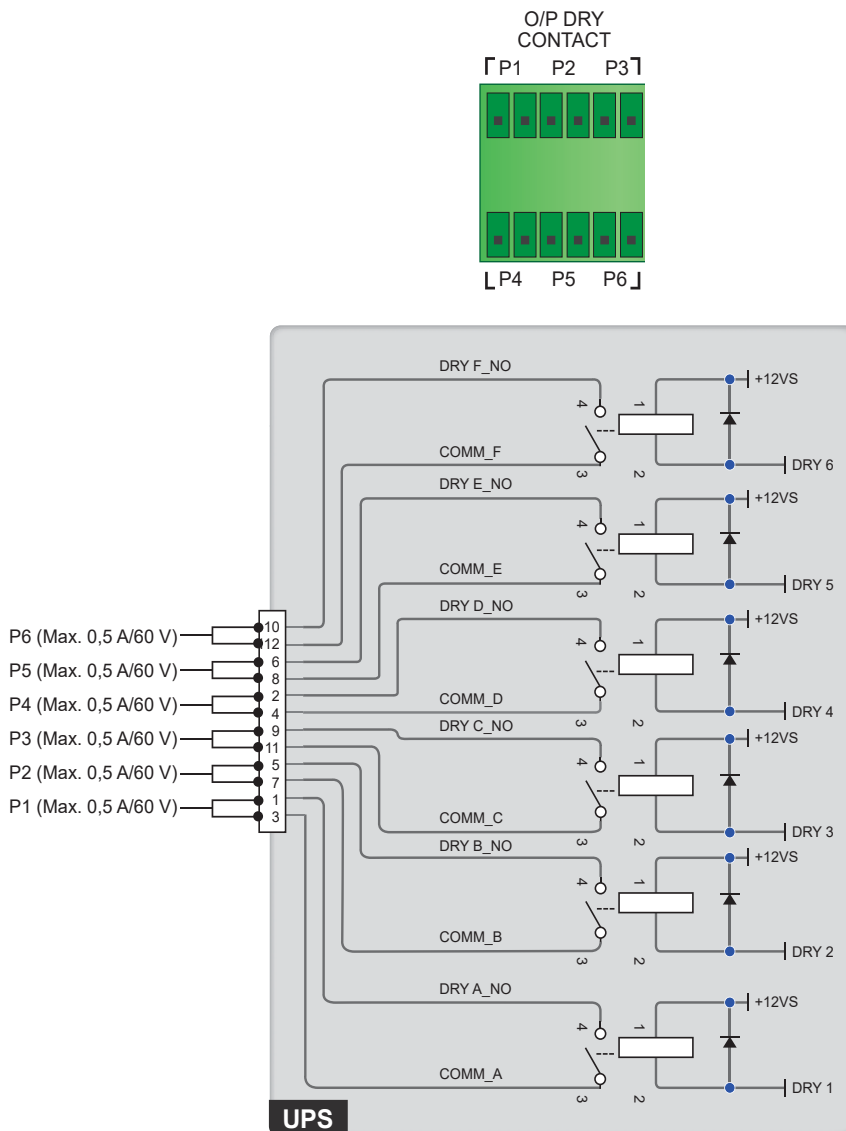 O/P DRY
CONTACT
P1 P2 P3
P4 P5 P6
DRY F_NO
4 1 +12VS
COMM_F
3 2 DRY 6
DRY E_NO
4 1 +12VS
COMM_E
3 2 DRY 5
DRY D_NO
4 1 +12VS
COMM_D
3 2 DRY 4
DRY C_NO
4 1 +12VS
COMM_C
3 2 DRY 3
DRY B_NO
4 1 +12VS
COMM_B
3 2 DRY 2
DRY A_NO
4 1 +12VS
COMM_A
3 2 DRY 1
P6 (Max. 0,5 A/60 V) 10
12
P5 (Max. 0,5 A/60 V) 6
8
P4 (Max. 0,5 A/60 V) 2
4
P3 (Max. 0,5 A/60 V) 9
11
P2 (Max. 0,5 A/60 V) 5
7
P1 (Max. 0,5 A/60 V) 1
3
UPS